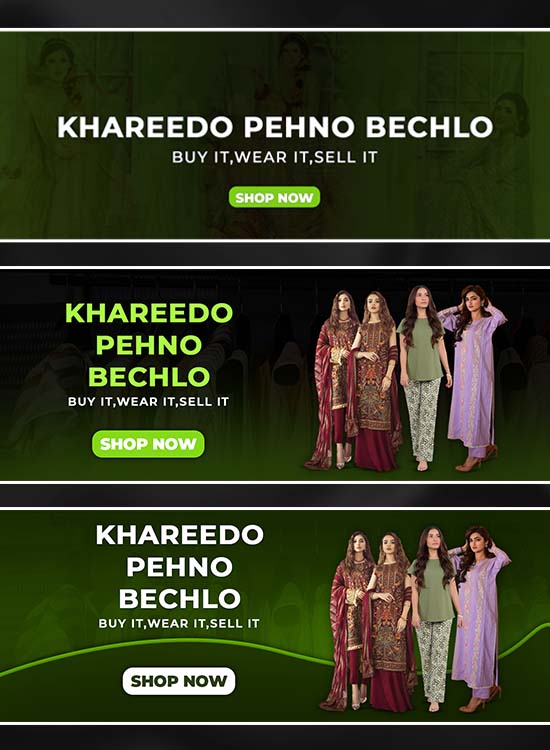 KHAREEDO PEHNO BECHLO
BUY IT,WEAR IT,SELL IT
SHOP NOW
KHAREEDO
PEHNO
BECHLO
BUY IT,WEAR IT,SELL IT
SHOP NOW
KHAREEDO
PEHNO
BECHLO
BUY IT,WEAR IT,SELL IT
SHOP NOW